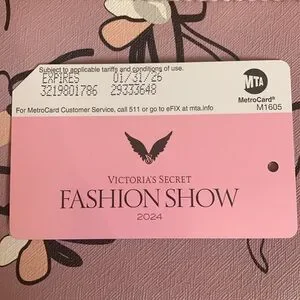 Subject to applicable tariffs and conditions of use.
EXPIRES 01/31/26
3219801786 29333648
MTA
MetroCard®
For MetroCard Customer Service, call 511 or go to eFIX at mta.info
M1605
VICTORIA'S SECRET
FASHION SHOW
2024